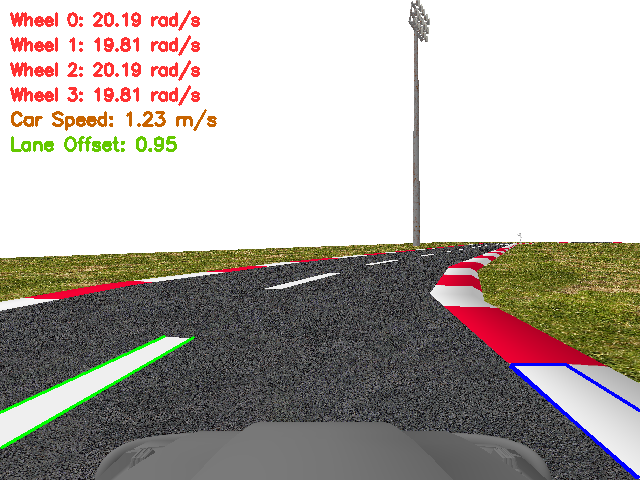 Wheel 0: 20.19 rad/s
Wheel 1: 19.81 rad/s
Wheel 2: 20.19 rad/s
Wheel 3: 19.81 rad/s
Car Speed: 1.23 m/s
Lane Offset: 0.95